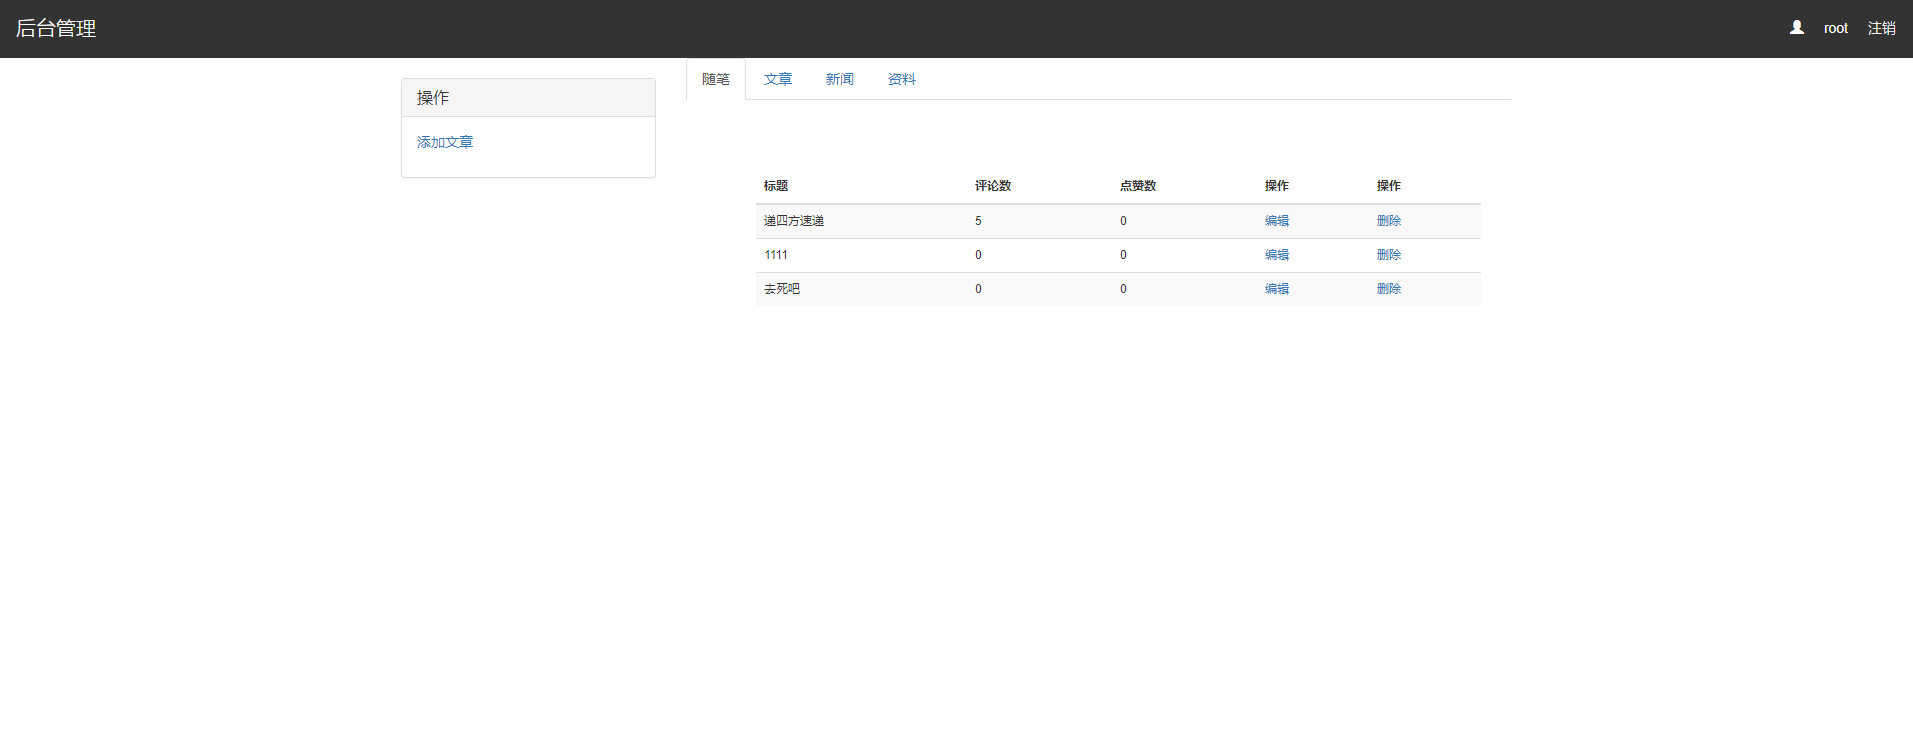 后台管理 root 注销
操作
添加文章
随笔 文章 新闻 资料
标题 评论数 点赞数 操作 操作
递四方速递 5 0 编辑 删除
1111 0 0 编辑 删除
去死吧 0 0 编辑 删除